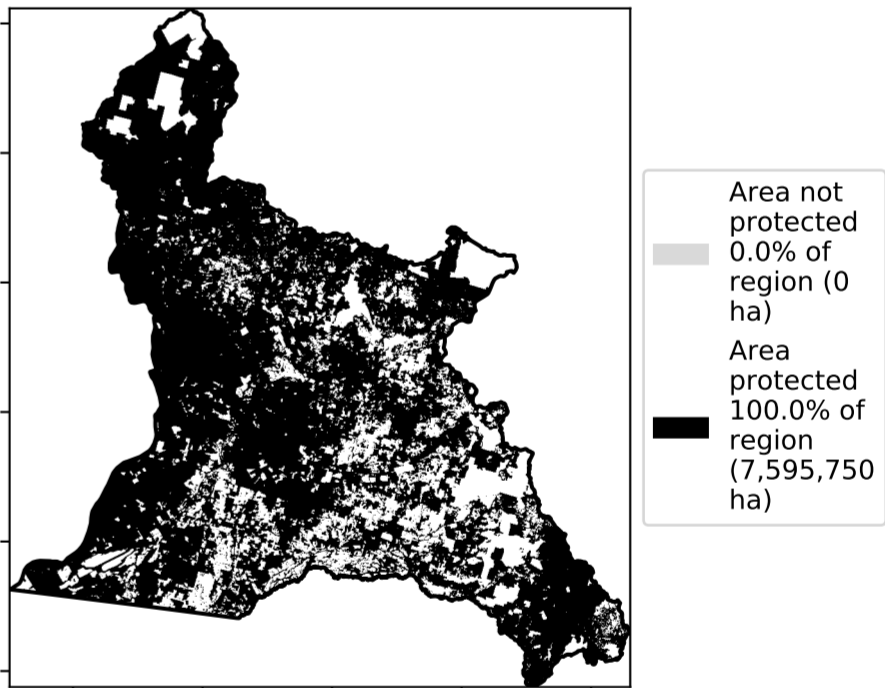 Area not
protected
0.0% of
region (0
ha)
Area
protected
100.0% of
region
(7,595,750
ha)